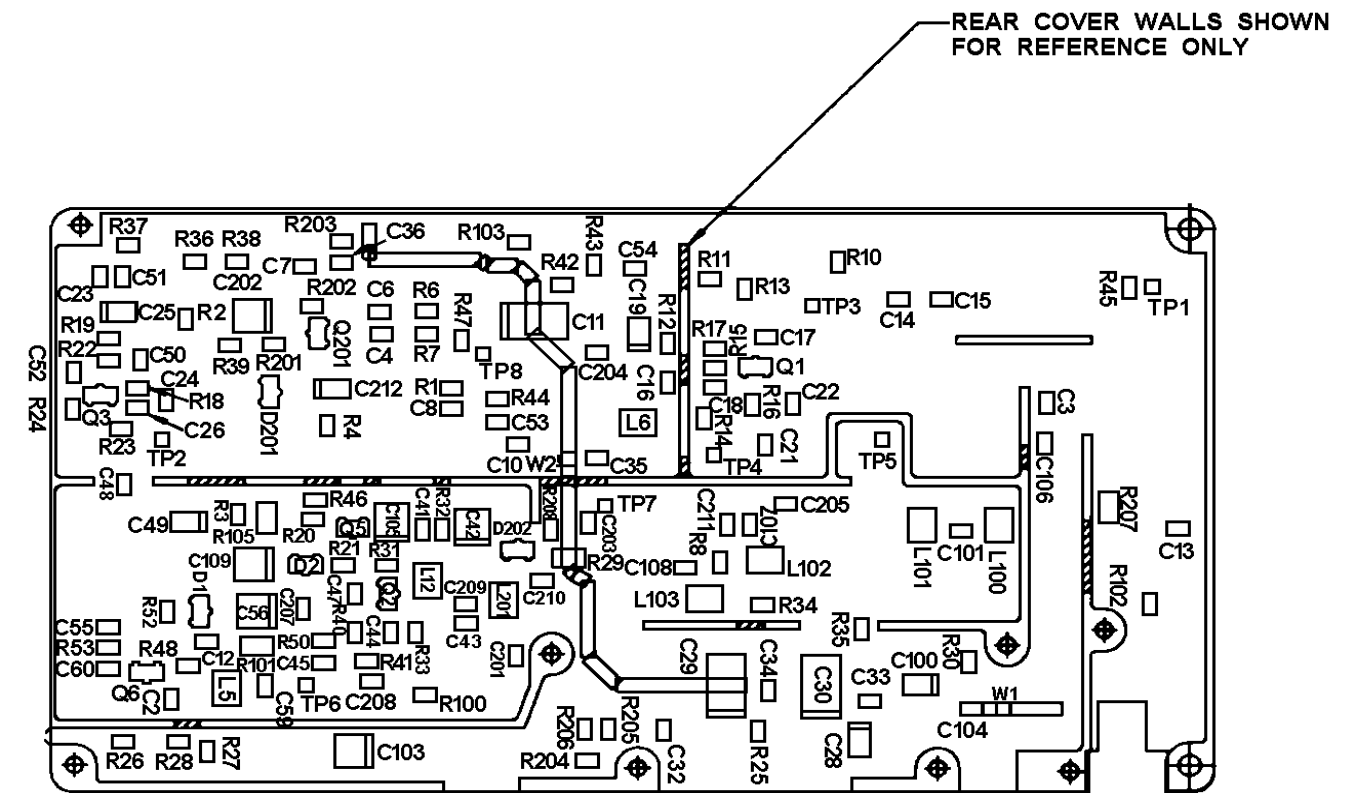 REAR COVER WALLS SHOWN
FOR REFERENCE ONLY
R37
R36
R38
R203
C36
R103
R43
C54
R11
R10
C7
R42
R13
R45
TP1
C23
C51
C202
R202
C6
R6
C19
TP3
C14
C15
C25
R2
R47
C11
R12
R19
Q201
C4
R7
R17
R15
C17
R22
C50
R39
R201
TP8
C204
Q1
C52
C24
C212
R1
C16
R24
Q3
R18
D201
C8
R44
C18
R16
C22
C3
C26
R4
C53
L6
R14
R23
TP2
C10
W2
C35
TP4
C21
TP5
C106
C48
R46
C41
R32
R208
TP7
C211
C107
C205
R207
C49
R3
R105
R20
Q5
C105
C42
D202
C203
R8
L101
C101
L100
C13
C109
D2
R21
R31
R29
C108
L102
D1
C47
Q2
L12
C209
L201
C210
L103
R34
R102
R52
C56
C207
R40
C55
C44
R33
C43
R35
R53
R48
C12
R50
C201
C29
C34
R30
C60
R101
C45
R41
C30
C33
C100
Q6
C2
L5
C59
TP6
C208
R100
W1
C104
R26
R28
R27
C103
R206
R205
R204
C32
R25
C28